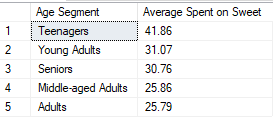 Age Segment Average Spent on Sweet
1 Teenagers 41.86
2 Young Adults 31.07
3 Seniors 30.76
4 Middle-aged Adults 25.86
5 Adults 25.79